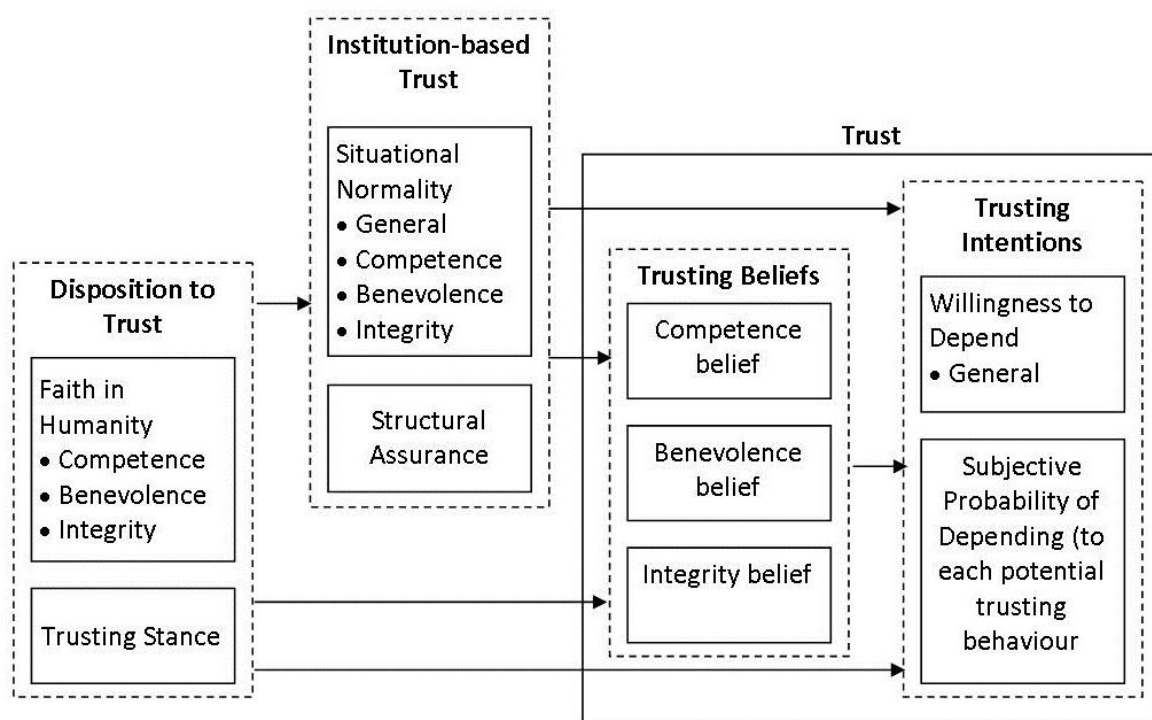 Institution-based
Trust
Situational
Normality
• General
• Competence
• Benevolence
• Integrity
Structural
Assurance
Disposition to
Trust
Faith in
Humanity
• Competence
• Benevolence
• Integrity
Trusting Stance
Trust
Trusting Beliefs
Competence
belief
Benevolence
belief
Integrity belief
Trusting
Intentions
Willingness to
Depend
• General
Subjective
Probability of
Depending (to
each potential
trusting
behaviour